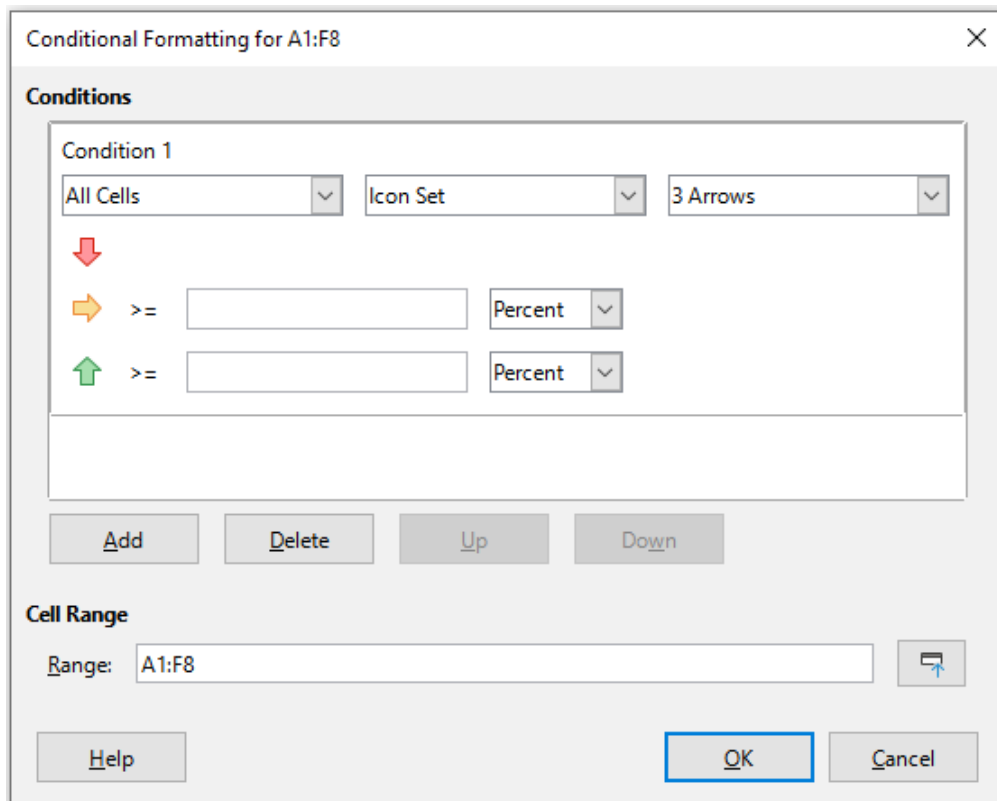 Conditional Formatting for A1:F8
Conditions
Condition 1
All Cells Icon Set 3 Arrows
>= Percent
>= Percent
Add Delete Up Down
Cell Range
Range: A1:F8
Help OK Cancel